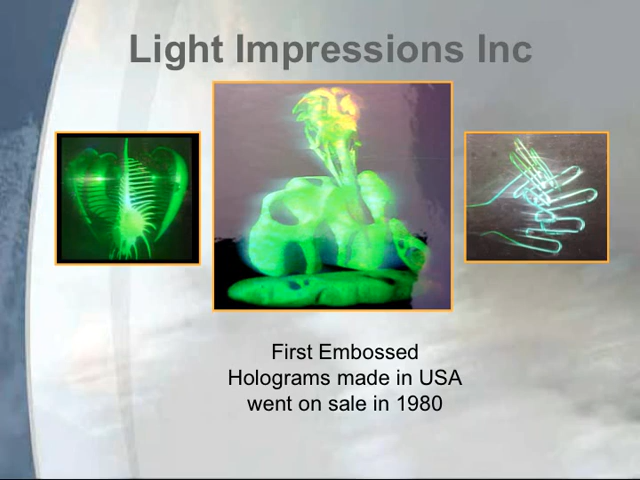 Light Impressions Inc
First Embossed
Holograms made in USA
went on sale in 1980